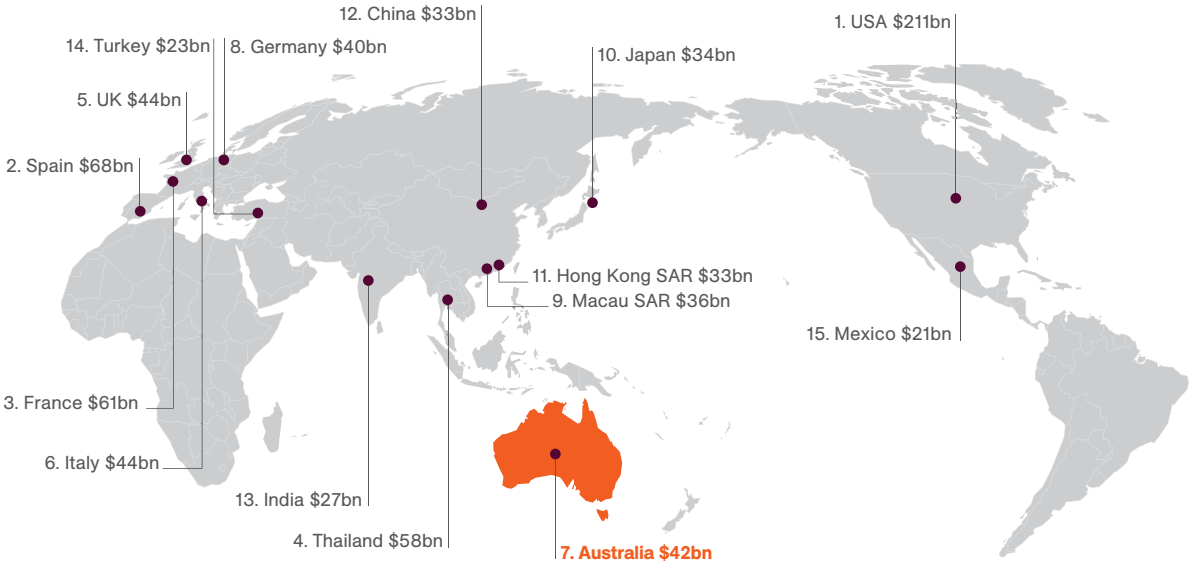 12. China $33bn
1. USA $211bn
14. Turkey $23bn
8. Germany $40bn
10. Japan $34bn
5. UK $44bn
2. Spain $68bn
11. Hong Kong SAR $33bn
9. Macau SAR $36bn
15. Mexico $21bn
3. France $61bn
6. Italy $44bn
13. India $27bn
4. Thailand $58bn
7. Australia $42bn